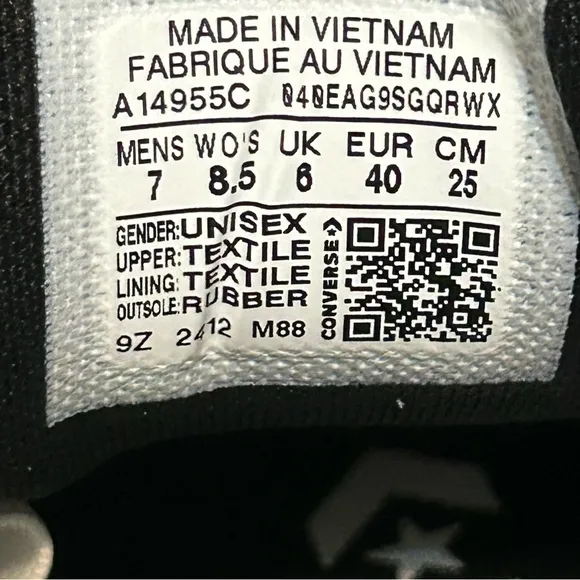 MADE IN VIETNAM
FABRIQUE AU VIETNAM
A14955C 040EAG9SGQRWX
MENS WO'S UK EUR CM
7 8.5 6 40 25
GENDER:UNISEX
UPPER:TEXTILE
LINING:TEXTILE
OUTSOLE:RUBBER
9Z 2412 M88
CONVERSE